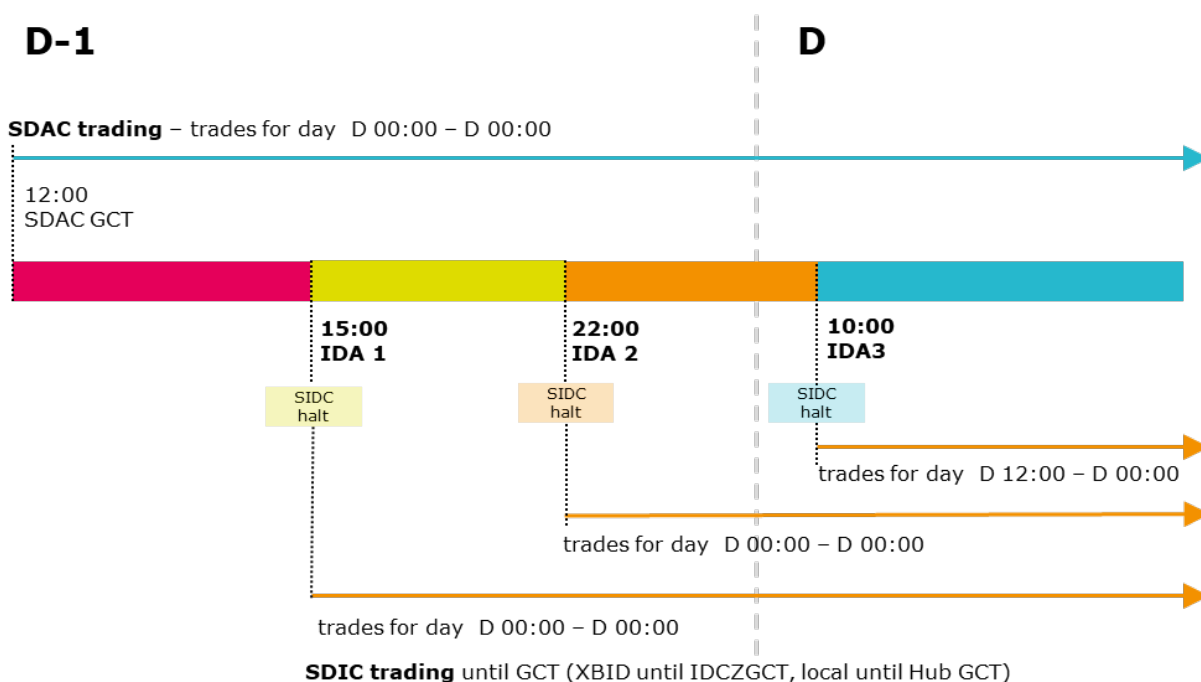 D-1
D
SDAC trading – trades for day D 00:00 – D 00:00
12:00
SDAC GCT
15:00
IDA 1
22:00
IDA 2
10:00
IDA3
SIDC
halt
SIDC
halt
SIDC
halt
trades for day D 12:00 – D 00:00
trades for day D 00:00 – D 00:00
trades for day D 00:00 – D 00:00
SDIC trading until GCT (XBID until IDCZGCT, local until Hub GCT)